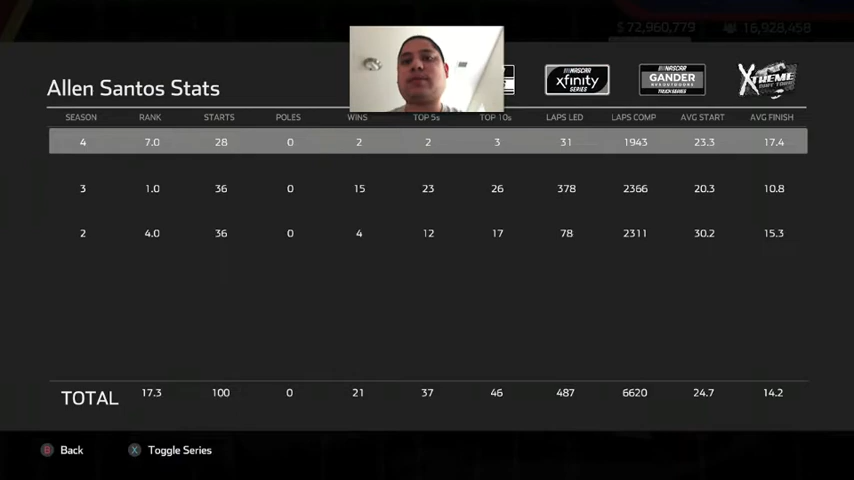 $ 72,960,779 16,928,458
NASCAR
xfinity
SERIES
NASCAR
GANDER
RV & OUTDOORS
TRUCK SERIES
XTREME
DIRT TOUR
Allen Santos Stats
SEASON RANK STARTS POLES WINS TOP 5s TOP 10s LAPS LED LAPS COMP AVG START AVG FINISH
4 7.0 28 0 2 2 3 31 1943 23.3 17.4
3 1.0 36 0 15 23 26 378 2366 20.3 10.8
2 4.0 36 0 4 12 17 78 2311 30.2 15.3
TOTAL 17.3 100 0 21 37 46 487 6620 24.7 14.2
B Back X Toggle Series